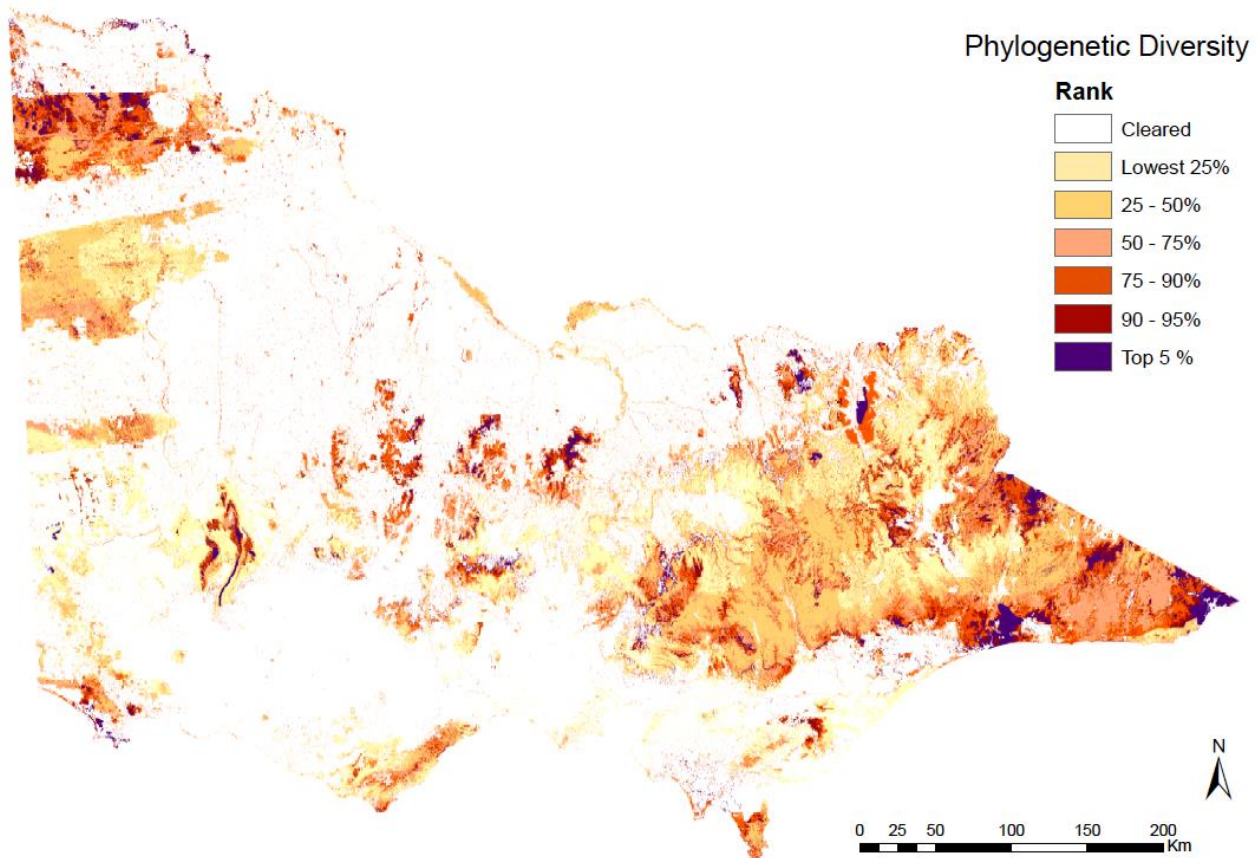 Phylogenetic Diversity
Rank
Cleared
Lowest 25%
25 - 50%
50 - 75%
75 - 90%
90 - 95%
Top 5 %
N
0 25 50 100 150 200
Km